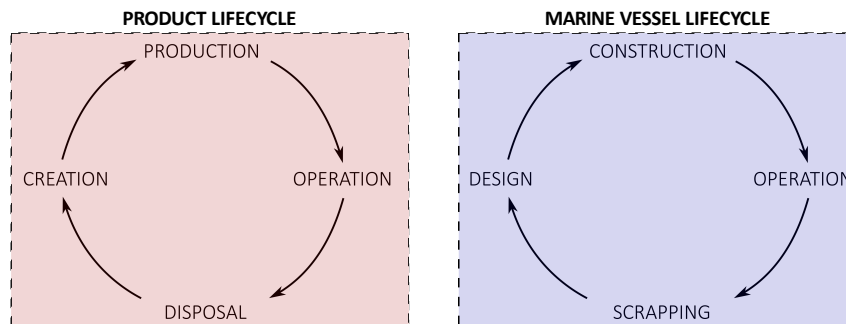 PRODUCT LIFECYCLE
PRODUCTION
CREATION
OPERATION
DISPOSAL
MARINE VESSEL LIFECYCLE
CONSTRUCTION
DESIGN
OPERATION
SCRAPPING